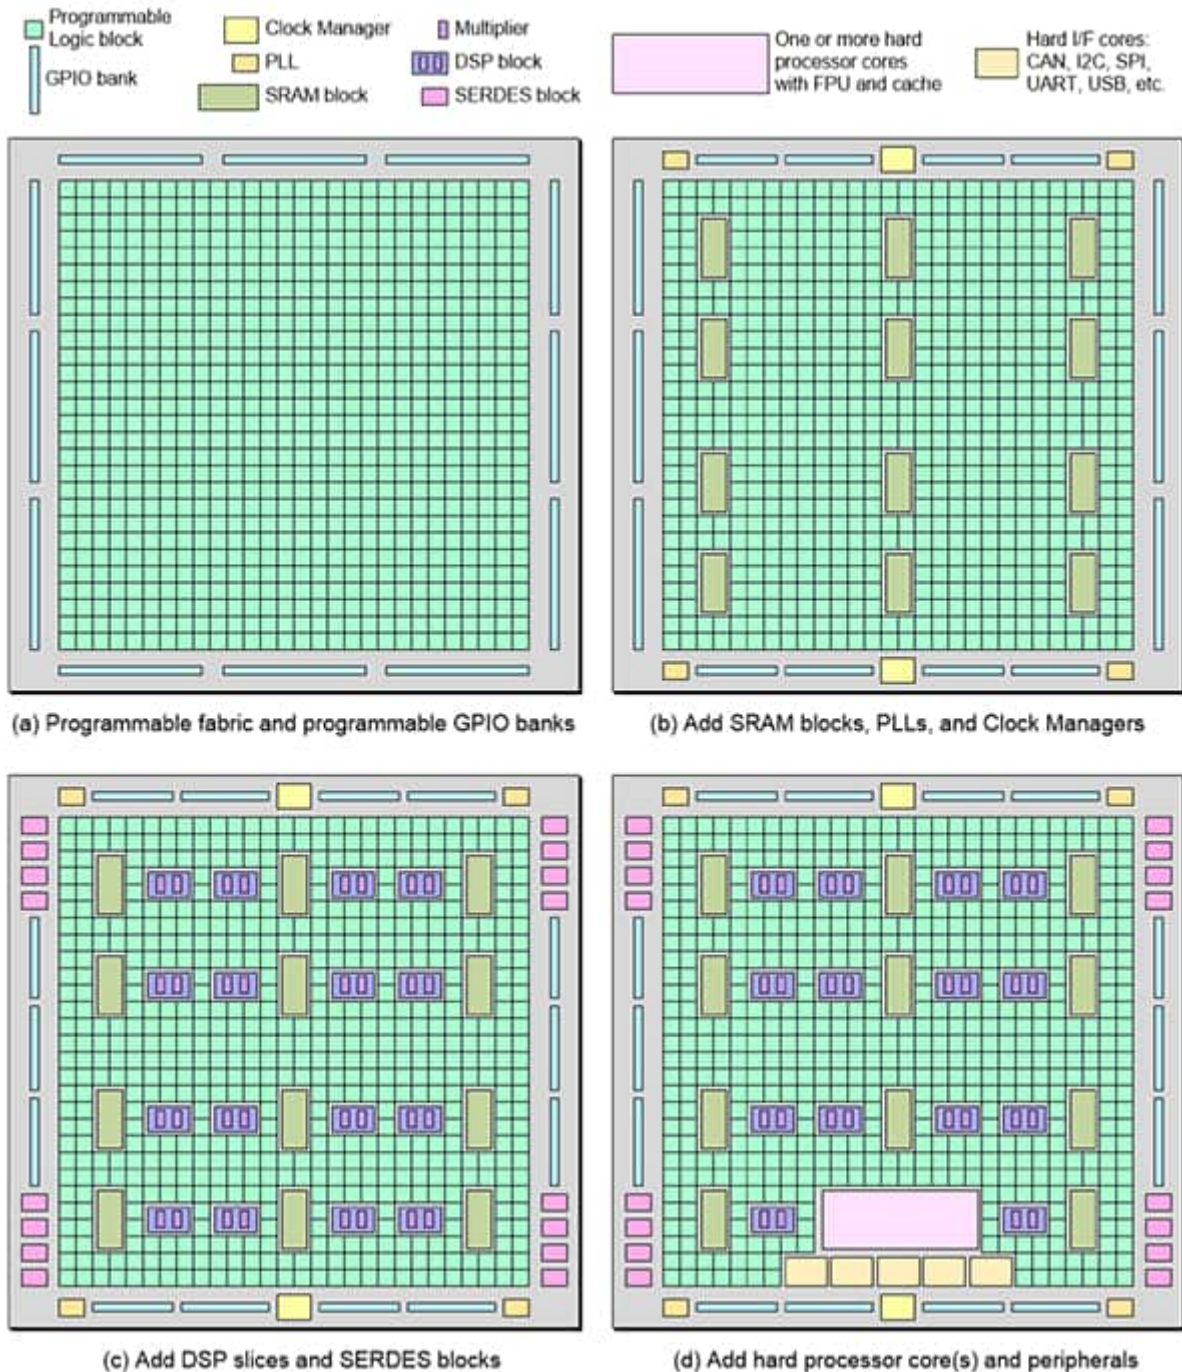 Programmable
Logic block
GPIO bank
Clock Manager
PLL
SRAM block
Multiplier
DSP block
SERDES block
One or more hard
processor cores
with FPU and cache
Hard I/F cores:
CAN, I2C, SPI,
UART, USB, etc.
(a) Programmable fabric and programmable GPIO banks
(b) Add SRAM blocks, PLLs, and Clock Managers
(c) Add DSP slices and SERDES blocks
(d) Add hard processor core(s) and peripherals